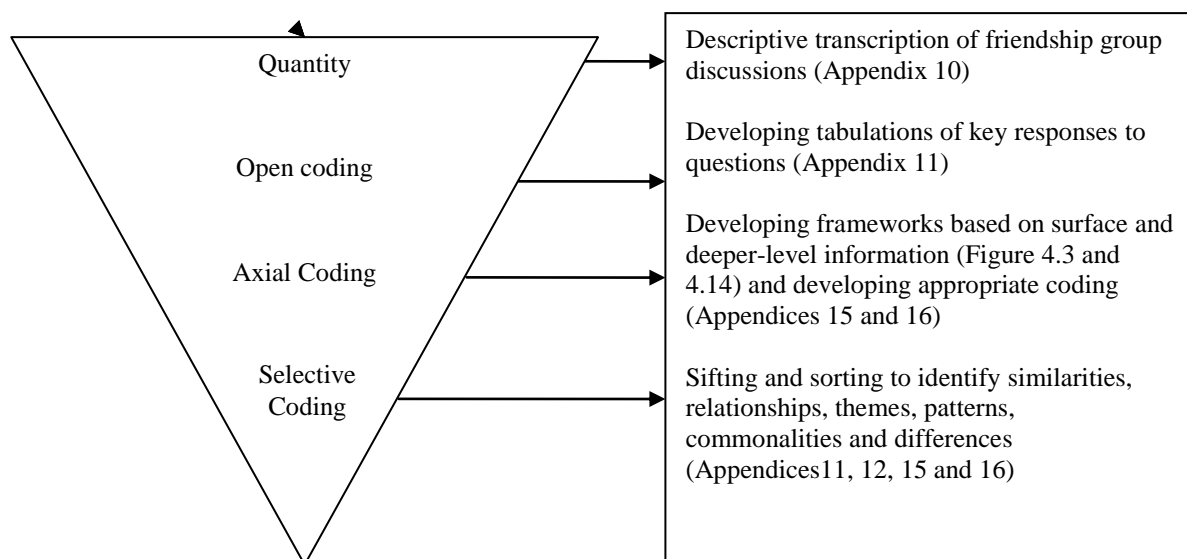 Quantity
Open coding
Axial Coding
Selective
Coding
Descriptive transcription of friendship group
discussions (Appendix 10)
Developing tabulations of key responses to
questions (Appendix 11)
Developing frameworks based on surface and
deeper-level information (Figure 4.3 and
4.14) and developing appropriate coding
(Appendices 15 and 16)
Sifting and sorting to identify similarities,
relationships, themes, patterns,
commonalities and differences
(Appendices11, 12, 15 and 16)